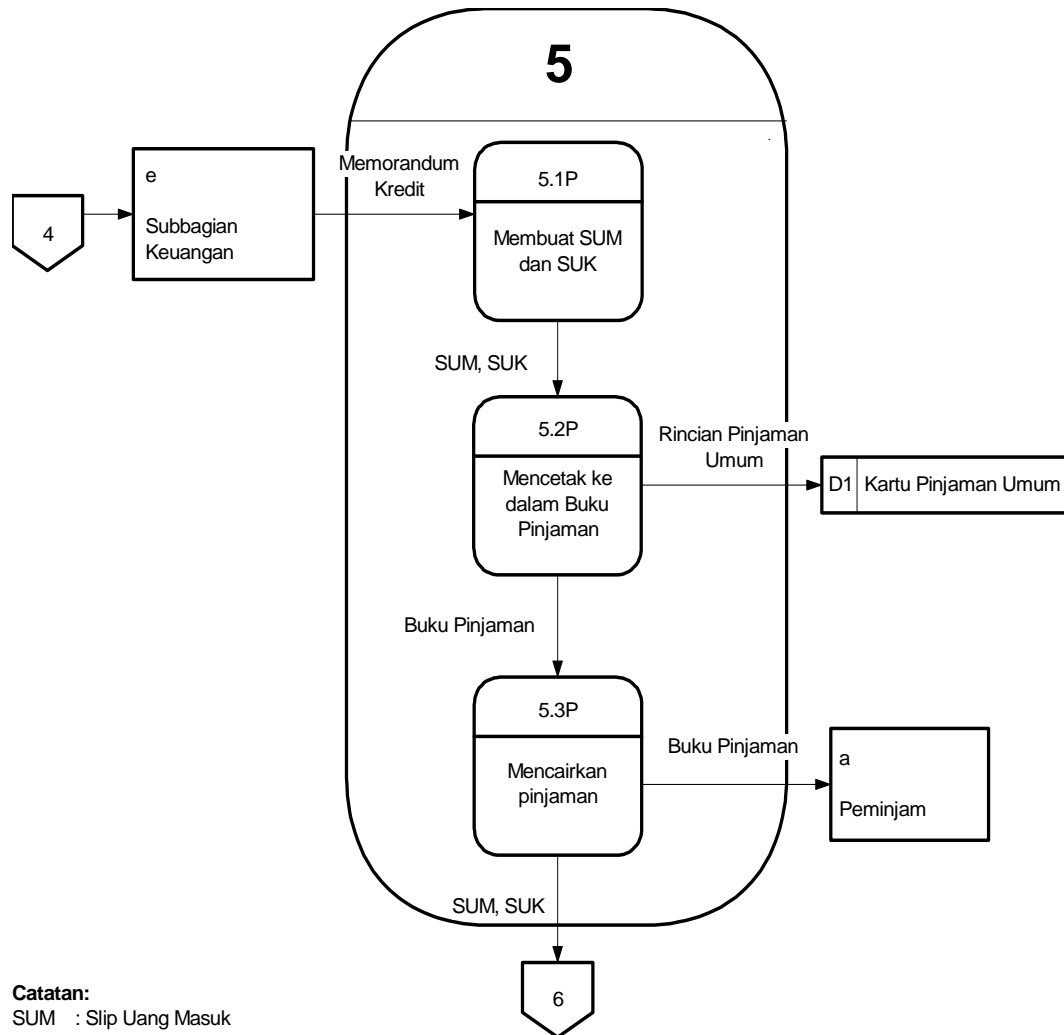 5
e
Subbagian
Keuangan
4
Memorandum
Kredit
5.1P
Membuat SUM
dan SUK
SUM, SUK
5.2P
Mencetak ke
dalam Buku
Pinjaman
Rincian Pinjaman
Umum
D1 Kartu Pinjaman Umum
Buku Pinjaman
5.3P
Mencairkan
pinjaman
Buku Pinjaman
a
Peminjam
SUM, SUK
6
Catatan:
SUM : Slip Uang Masuk